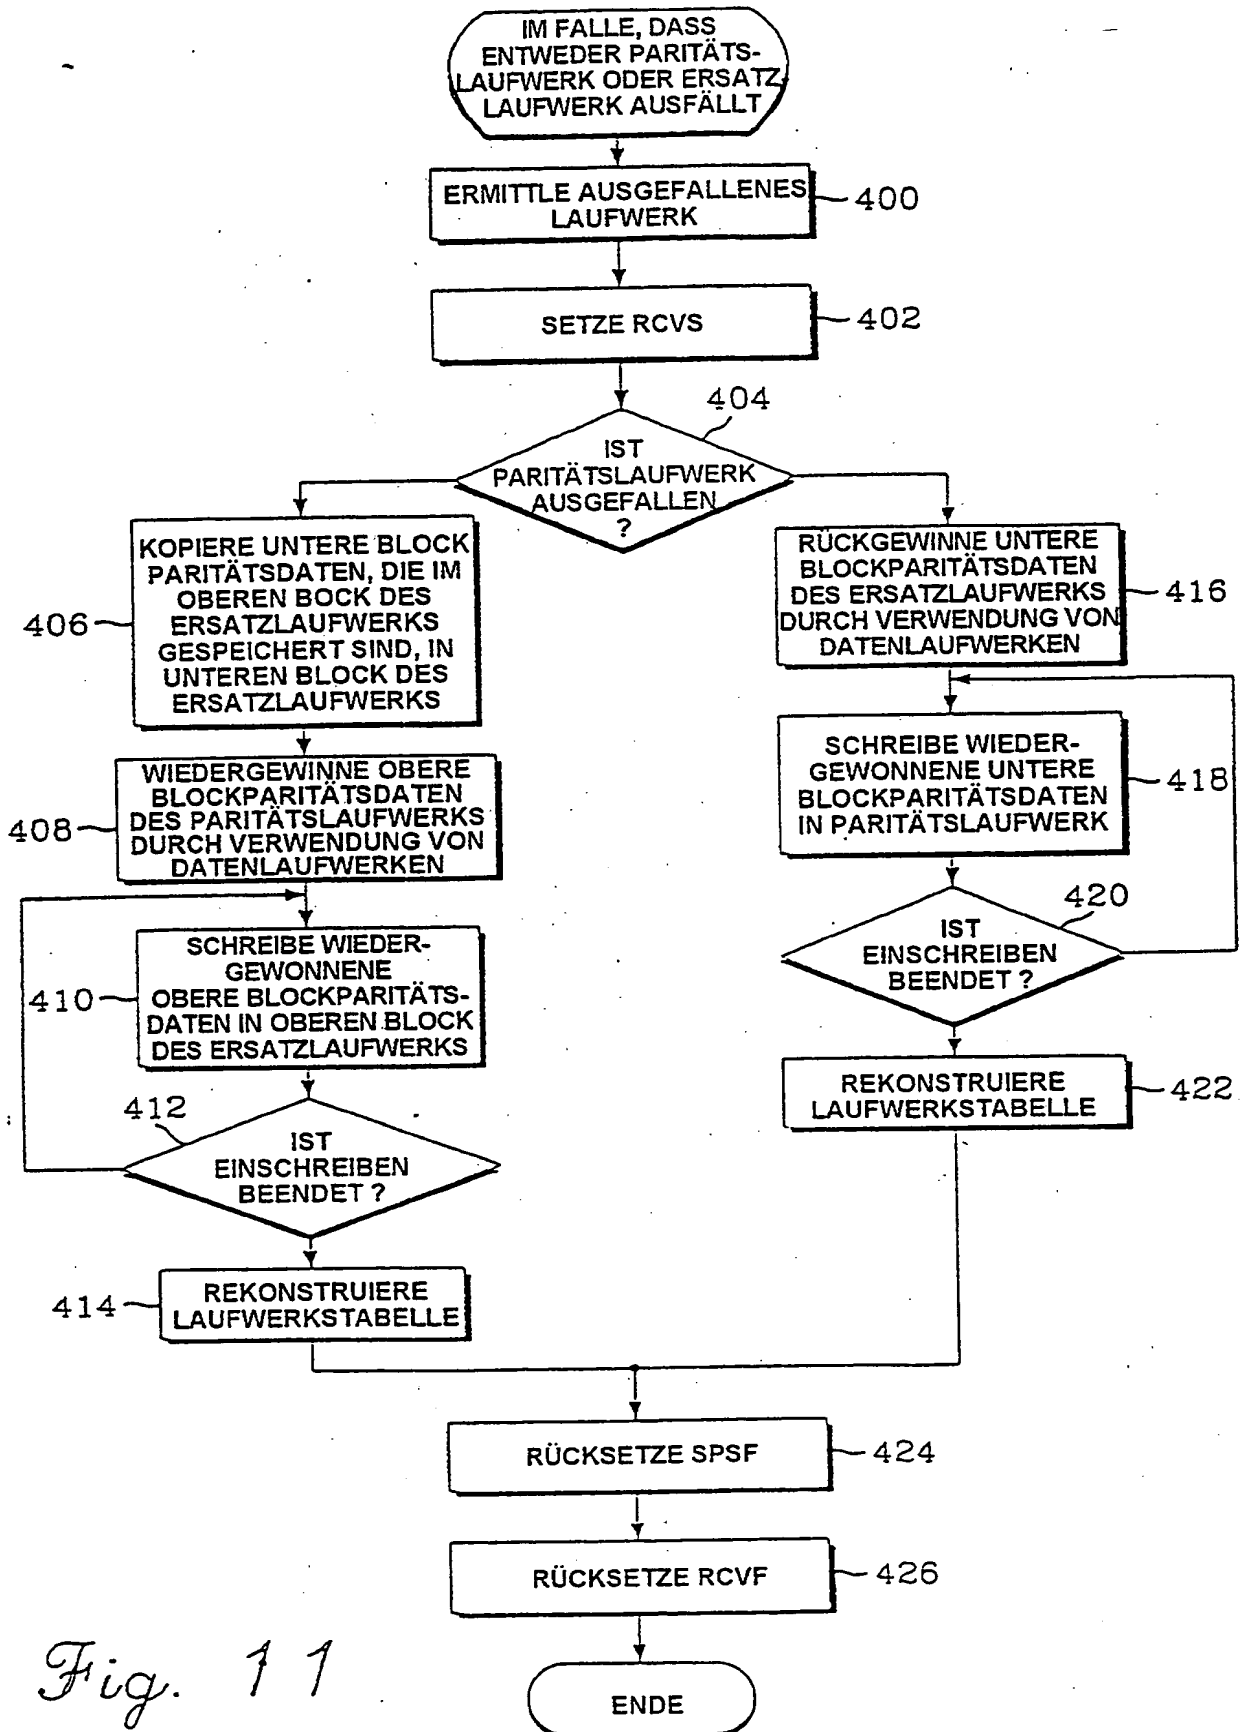 IM FALLE, DASS
ENTWEDER PARITÄTS-
LAUFWERK ODER ERSATZ
LAUFWERK AUSFÄLLT
ERMITTLE AUSGEFALLENES
LAUFWERK
400
SETZE RCVS
402
404
IST
PARITÄTSLAUFWERK
AUSGEFALLEN
?
KOPIERE UNTERE BLOCK
PARITÄTSDATEN, DIE IM
OBEREN BOCK DES
ERSATZLAUFWERKS
GESPEICHERT SIND, IN
UNTEREN BLOCK DES
ERSATZLAUFWERKS
406
WIEDERGEWINNE OBERE
BLOCKPARITÄTSDATEN
DES PARITÄTSLAUFWERKS
DURCH VERWENDUNG VON
DATENLAUFWERKEN
408
SCHREIBE WIEDER-
GEWONNENE
OBERE BLOCKPARITÄTS-
DATEN IN OBEREN BLOCK
DES ERSATZLAUFWERKS
410
412
IST
EINSCHREIBEN
BEENDET ?
REKONSTRUIERE
LAUFWERKSTABELLE
414
RÜCKGEWINNE UNTERE
BLOCKPARITÄTSDATEN
DES ERSATZLAUFWERKS
DURCH VERWENDUNG VON
DATENLAUFWERKEN
416
SCHREIBE WIEDER-
GEWONNENE UNTERE
BLOCKPARITÄTSDATEN
IN PARITÄTSLAUFWERK
418
420
IST
EINSCHREIBEN
BEENDET ?
REKONSTRUIERE
LAUFWERKSTABELLE
422
RÜCKSETZE SPSF
424
RÜCKSETZE RCVF
426
ENDE
Fig. 11